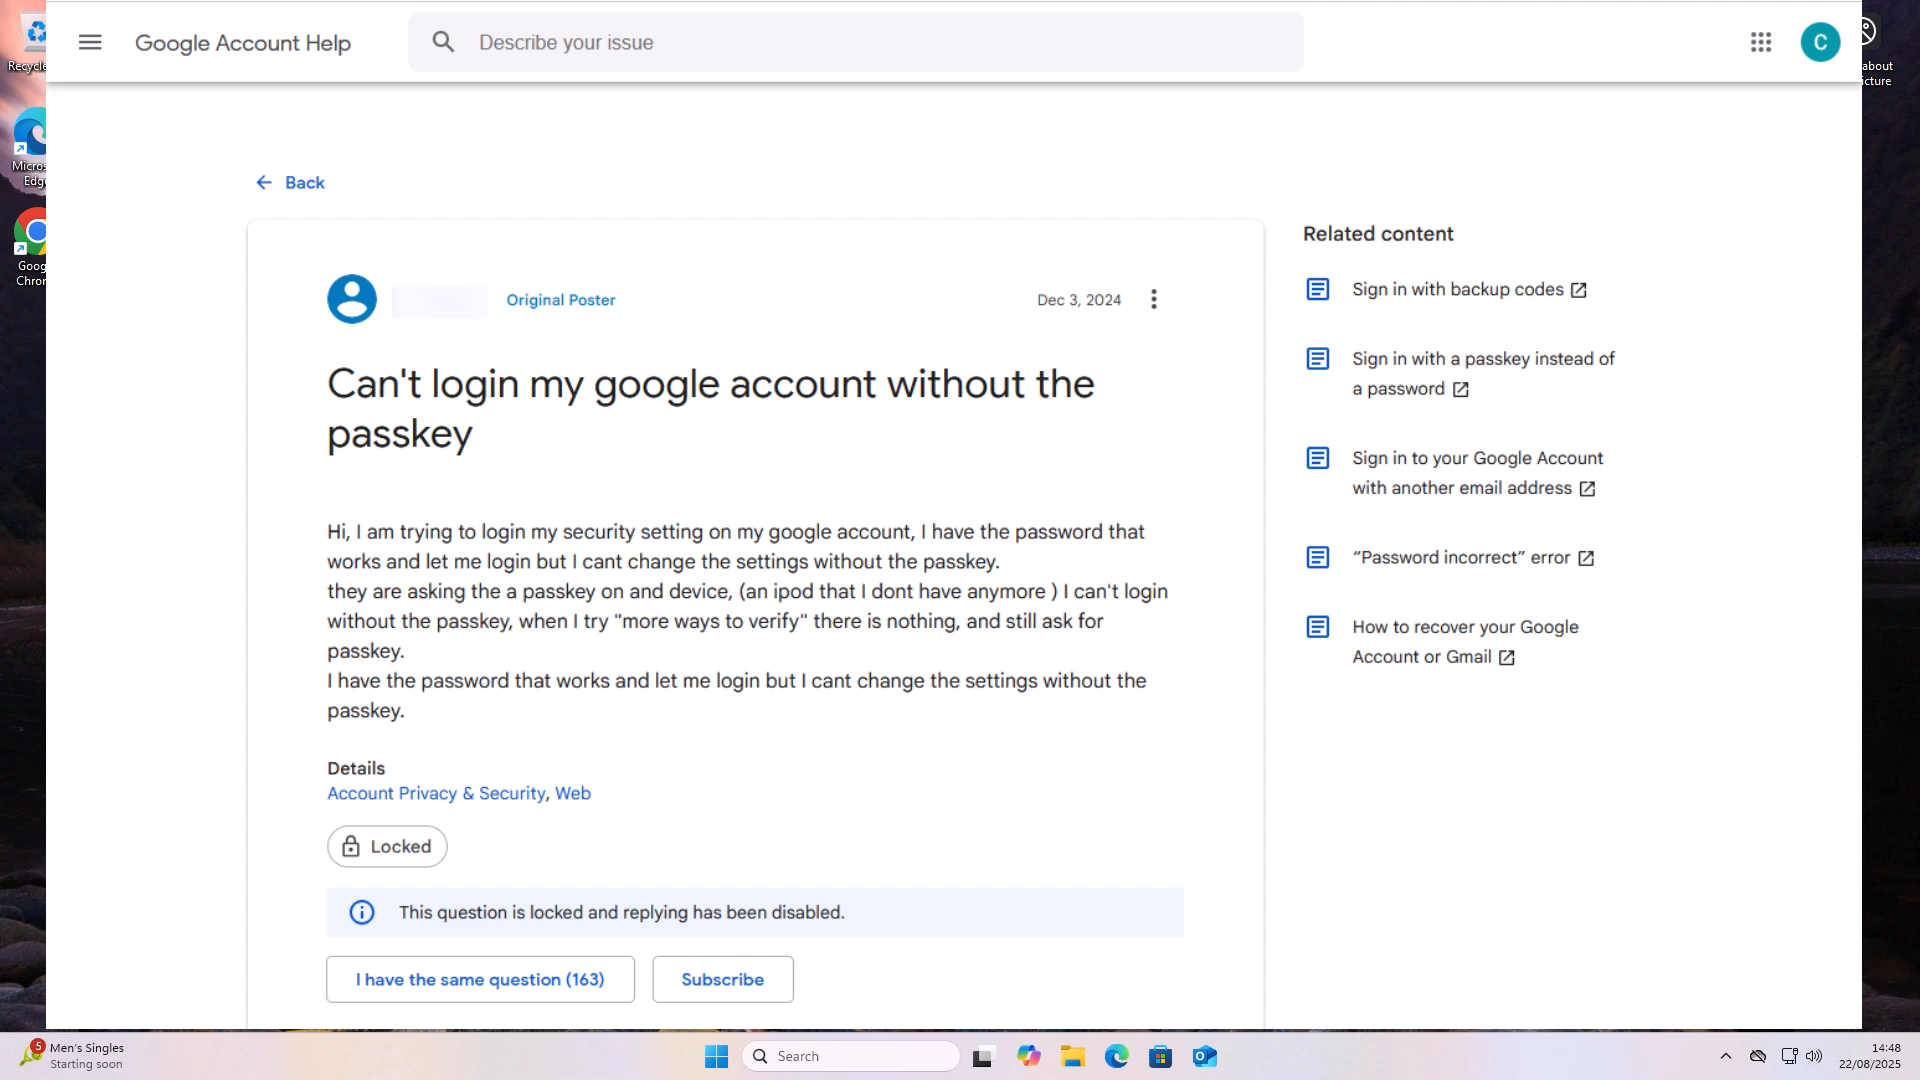 Google Account Help
Describe your issue
C
Recycle
Micros
Edge
Goog
Chron
about
icture
Back
Original Poster
Dec 3, 2024
Can't login my google account without the
passkey
Hi, I am trying to login my security setting on my google account, I have the password that
works and let me login but I cant change the settings without the passkey.
they are asking the a passkey on and device, (an ipod that I dont have anymore ) I can't login
without the passkey, when I try "more ways to verify" there is nothing, and still ask for
passkey.
I have the password that works and let me login but I cant change the settings without the
passkey.
Details
Account Privacy & Security, Web
Locked
This question is locked and replying has been disabled.
I have the same question (163)
Subscribe
Related content
Sign in with backup codes
Sign in with a passkey instead of
a password
Sign in to your Google Account
with another email address
“Password incorrect” error
How to recover your Google
Account or Gmail
5
Men's Singles
Starting soon
Search
14:48
22/08/2025